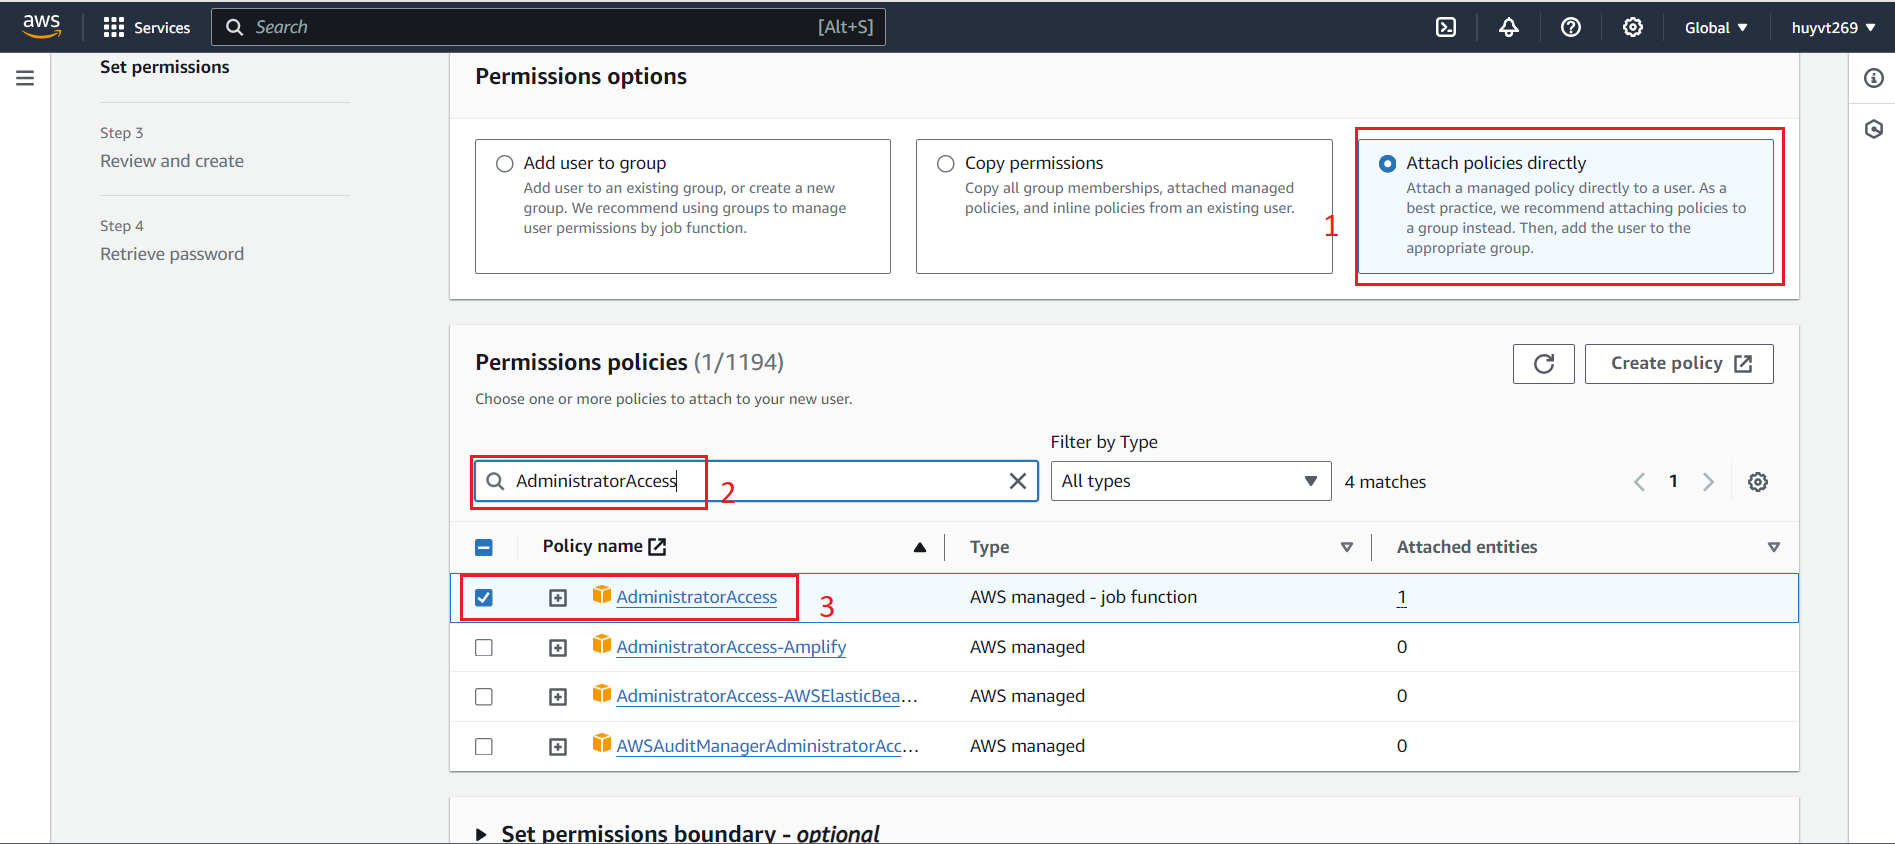 aws
Services
Search
[Alt+S]
Global
huyvt269
Set permissions
Step 3
Review and create
Step 4
Retrieve password
Permissions options
Add user to group
Add user to an existing group, or create a new
group. We recommend using groups to manage
user permissions by job function.
Copy permissions
Copy all group memberships, attached managed
policies, and inline policies from an existing user.
1
Attach policies directly
Attach a managed policy directly to a user. As a
best practice, we recommend attaching policies to
a group instead. Then, add the user to the
appropriate group.
Permissions policies (1/1194)
Create policy
Choose one or more policies to attach to your new user.
Filter by Type
AdministratorAccess
2
All types
4 matches
1
Policy name
Type
Attached entities
AdministratorAccess
3
AWS managed - job function
1
AdministratorAccess-Amplify
AWS managed
0
AdministratorAccess-AWSElasticBea...
AWS managed
0
AWSAuditManagerAdministratorAcc...
AWS managed
0
Set permissions boundary - optional